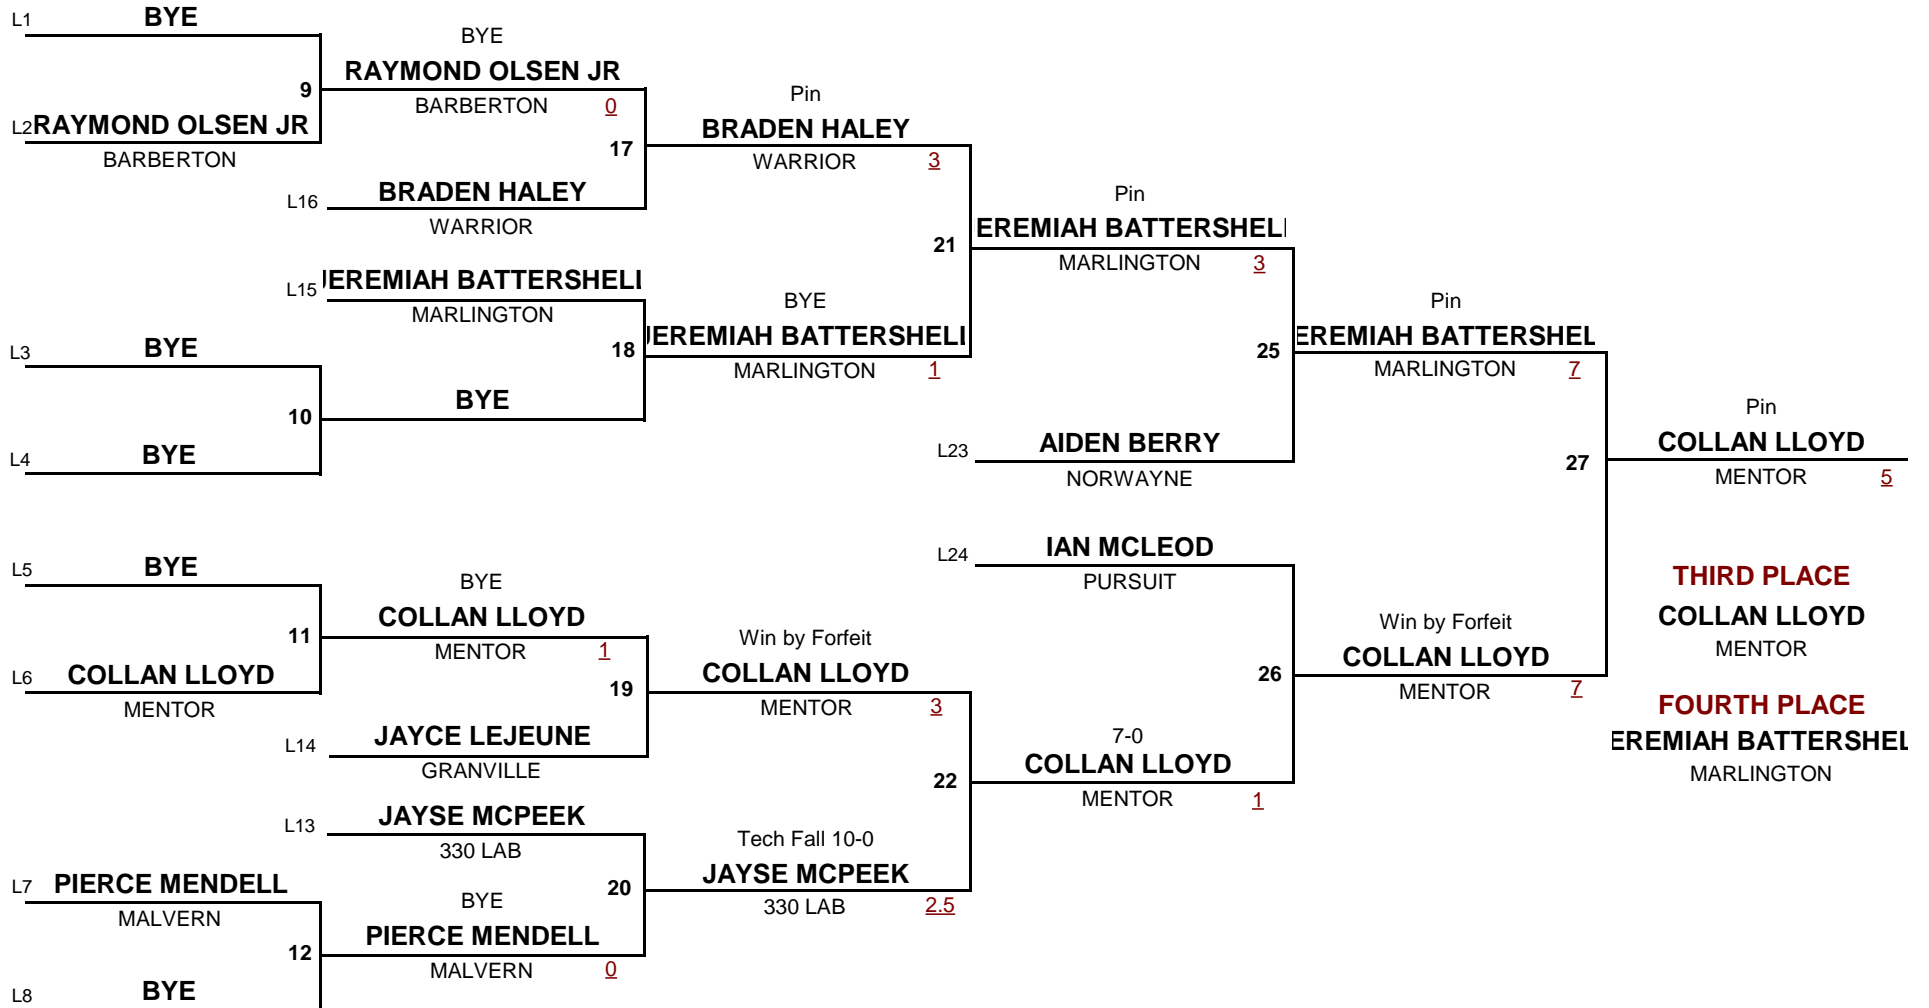 L1 BYE
BYE
RAYMOND OLSEN JR
9
BARBERTON 0
L2 RAYMOND OLSEN JR
BARBERTON
17
Pin
BRADEN HALEY
WARRIOR 3
L16 BRADEN HALEY
WARRIOR
21
Pin
EREMIAH BATTERSHEL
MARLINGTON 3
L15 JEREMIAH BATTERSHELL
MARLINGTON
BYE
JEREMIAH BATTERSHELL
MARLINGTON 1
18
L3 BYE
10
BYE
L4 BYE
25
Pin
EREMIAH BATTERSHEL
MARLINGTON 7
L23 AIDEN BERRY
NORWAYNE
27
Pin
COLLAN LLOYD
MENTOR 5
L5 BYE
BYE
COLLAN LLOYD
11
MENTOR 1
L6 COLLAN LLOYD
MENTOR
19
Win by Forfeit
COLLAN LLOYD
MENTOR 3
L14 JAYCE LEJEUNE
GRANVILLE
L24 IAN MCLEOD
PURSUIT
26
Win by Forfeit
COLLAN LLOYD
MENTOR 7
22
7-0
COLLAN LLOYD
MENTOR 1
L13 JAYSE MCPEEK
330 LAB
20
Tech Fall 10-0
JAYSE MCPEEK
330 LAB 2.5
L7 PIERCE MENDELL
MALVERN
BYE
PIERCE MENDELL
12
MALVERN 0
L8 BYE
THIRD PLACE
COLLAN LLOYD
MENTOR
FOURTH PLACE
EREMIAH BATTERSHEL
MARLINGTON